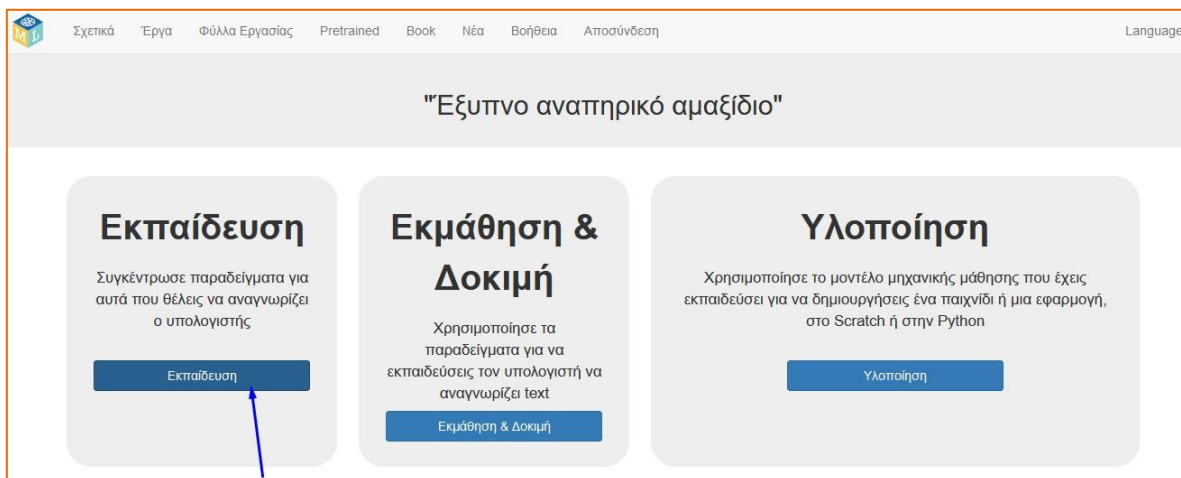 ML
Σχετικά Έργα Φύλλα Εργασίας Pretrained Book Νέα Βοήθεια Αποσύνδεση Language
"Έξυπνο αναπηρικό αμαξίδιο"
Εκπαίδευση
Συγκέντρωσε παραδείγματα για
αυτά που θέλεις να αναγνωρίζει
ο υπολογιστής
Εκπαίδευση
Εκμάθηση &
Δοκιμή
Χρησιμοποίησε τα
παραδείγματα για να
εκπαιδεύσεις τον υπολογιστή να
αναγνωρίζει text
Εκμάθηση & Δοκιμή
Υλοποίηση
Χρησιμοποίησε το μοντέλο μηχανικής μάθησης που έχεις
εκπαιδεύσει για να δημιουργήσεις ένα παιχνίδι ή μια εφαρμογή,
στο Scratch ή στην Python
Υλοποίηση